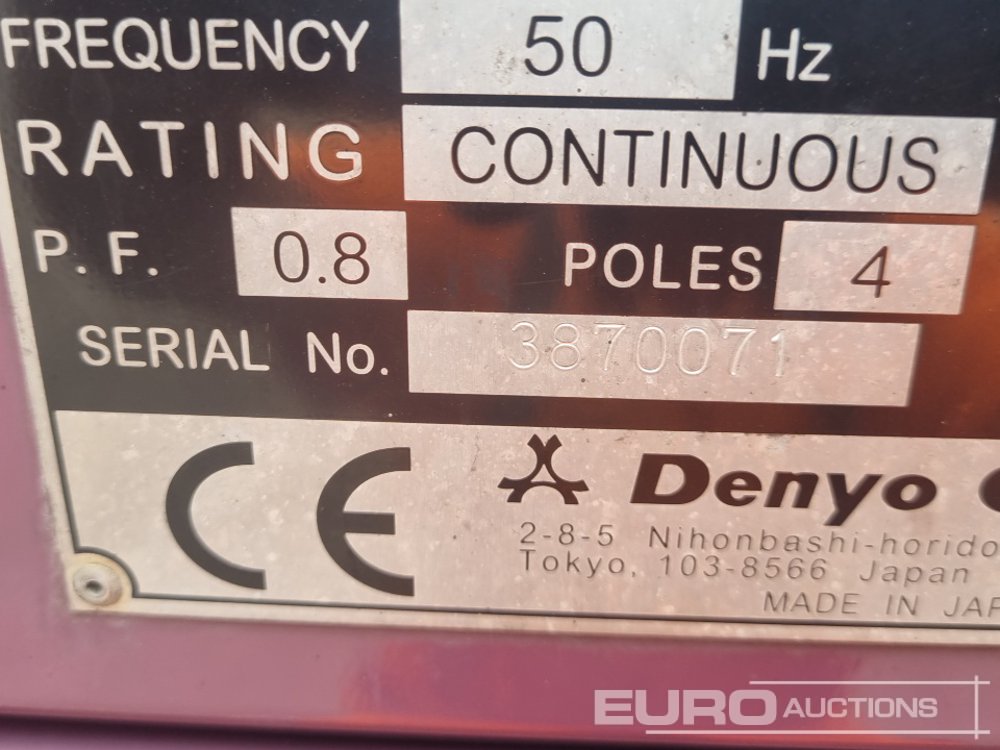 FREQUENCY 50 Hz
RATING CONTINUOUS
P. F. 0.8 POLES 4
SERIAL No. 3870071
CE Denyo
2-8-5 Nihonbashi-horido
Tokyo, 103-8566 Japan
MADE IN JAP
EURO AUCTIONS